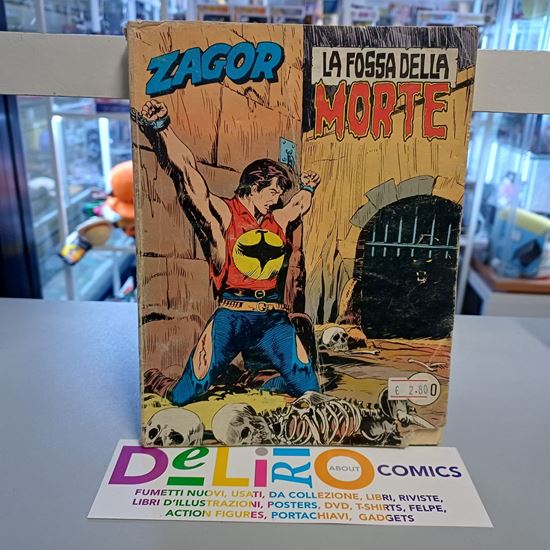 ZAGOR
LA FOSSA DELLA
MORTE
€ 2.80
DELIRIO ABOUT COMICS
FUMETTI NUOVI, USATI, DA COLLEZIONE, LIBRI, RIVISTE,
LIBRI D'ILLUSTRAZIONI, POSTERS, DVD, T-SHIRTS, FELPE,
ACTION FIGURES, PORTACHIAVI, GADGETS